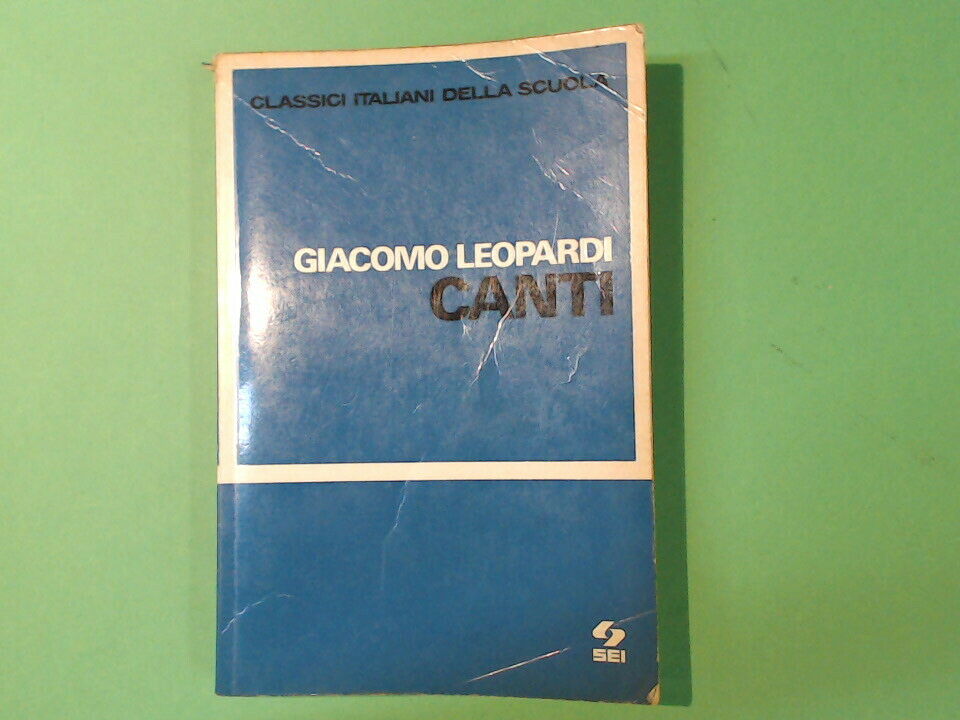 CLASSICI ITALIANI DELLA SCUOLA
GIACOMO LEOPARDI
CANTI
SEI